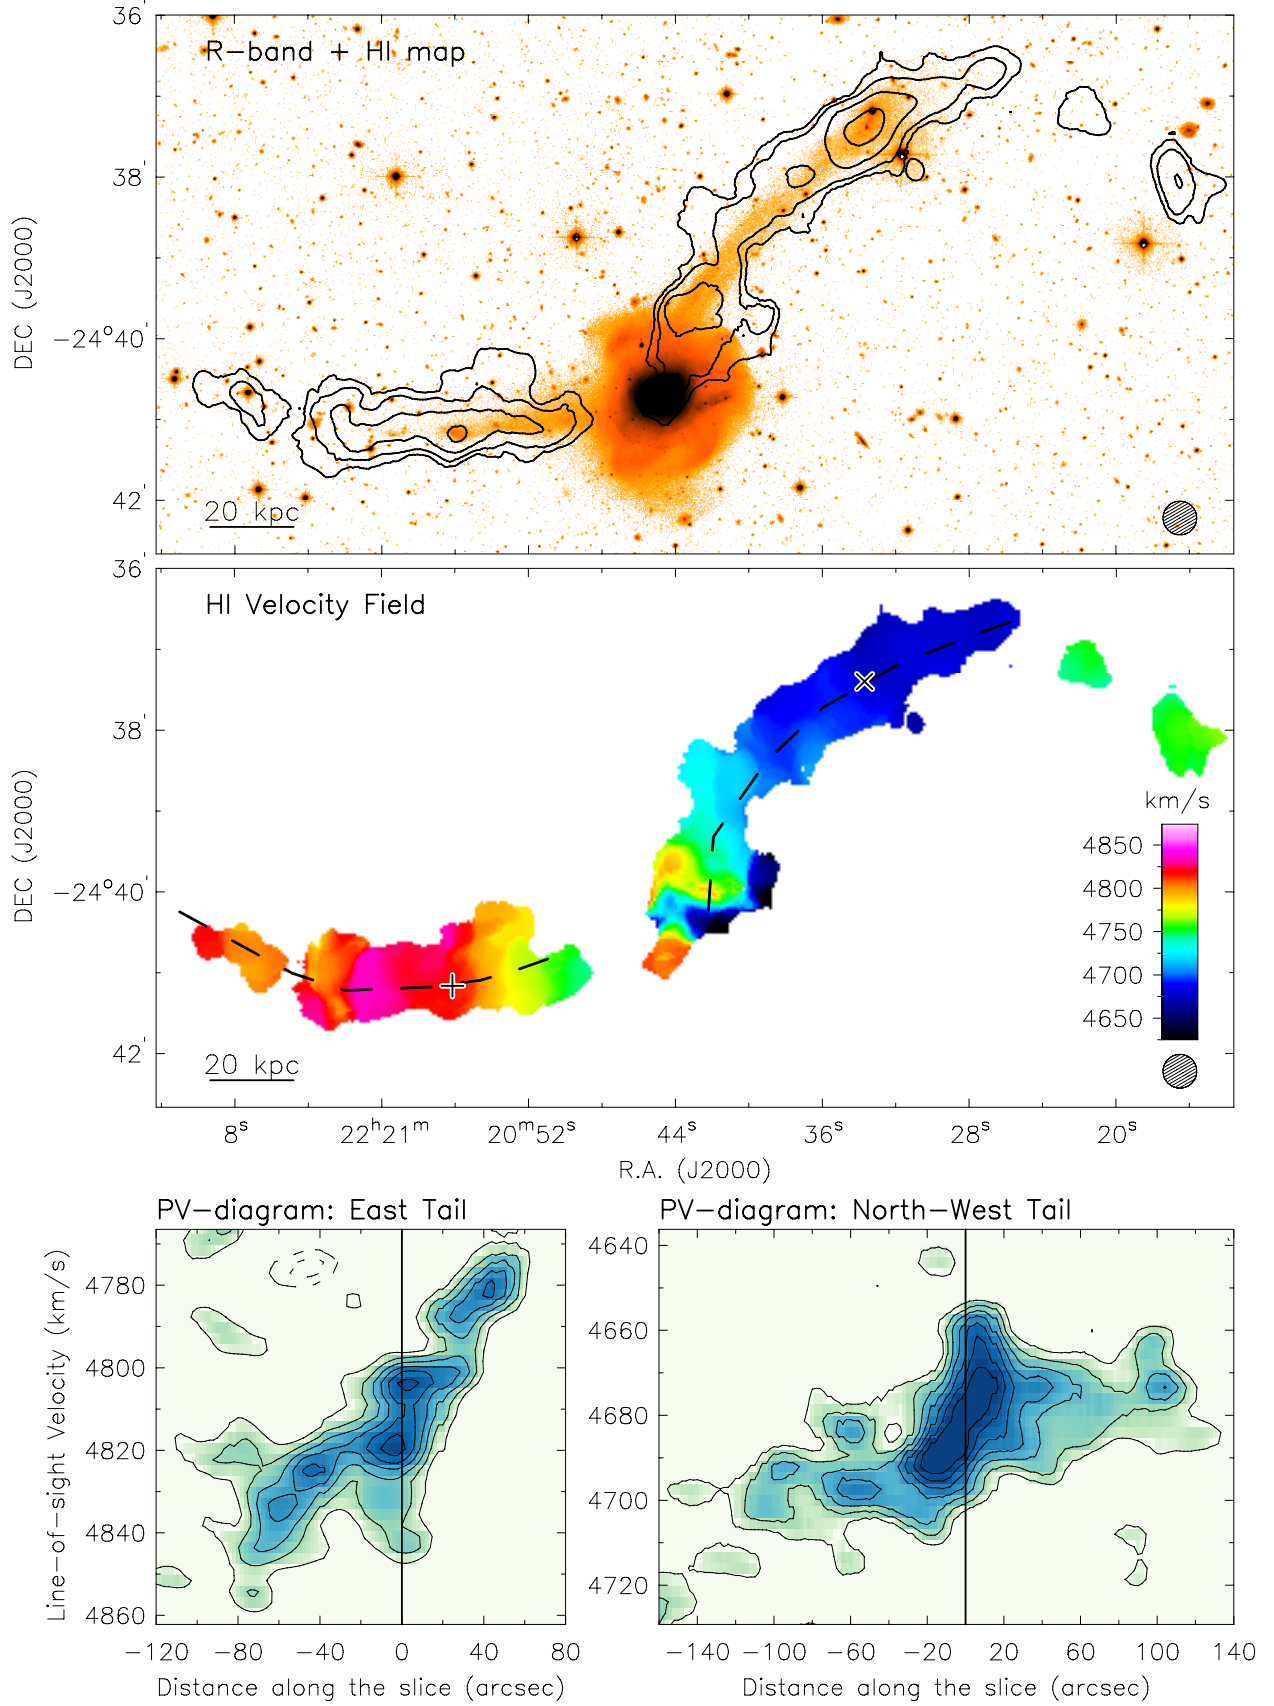 R-band + HI map
36'
38'
-24°40'
42'
DEC (J2000)
20 kpc
HI Velocity Field
36'
38'
-24°40'
42'
DEC (J2000)
20 kpc
km/s
4850
4800
4750
4700
4650
8s 22h21m 20m52s 44s 36s 28s 20s
R.A. (J2000)
PV-diagram: East Tail
Line-of-sight Velocity (km/s)
4780
4800
4820
4840
4860
-120 -80 -40 0 40 80
Distance along the slice (arcsec)
PV-diagram: North-West Tail
4640
4660
4680
4700
4720
-140 -100 -60 -20 20 60 100 140
Distance along the slice (arcsec)